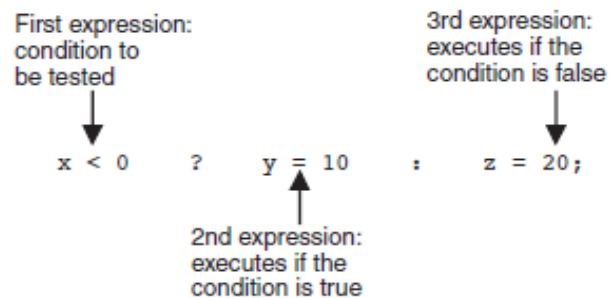 First expression:
condition to
be tested
3rd expression:
executes if the
condition is false
x < 0 ? y = 10 : z = 20;
2nd expression:
executes if the
condition is true